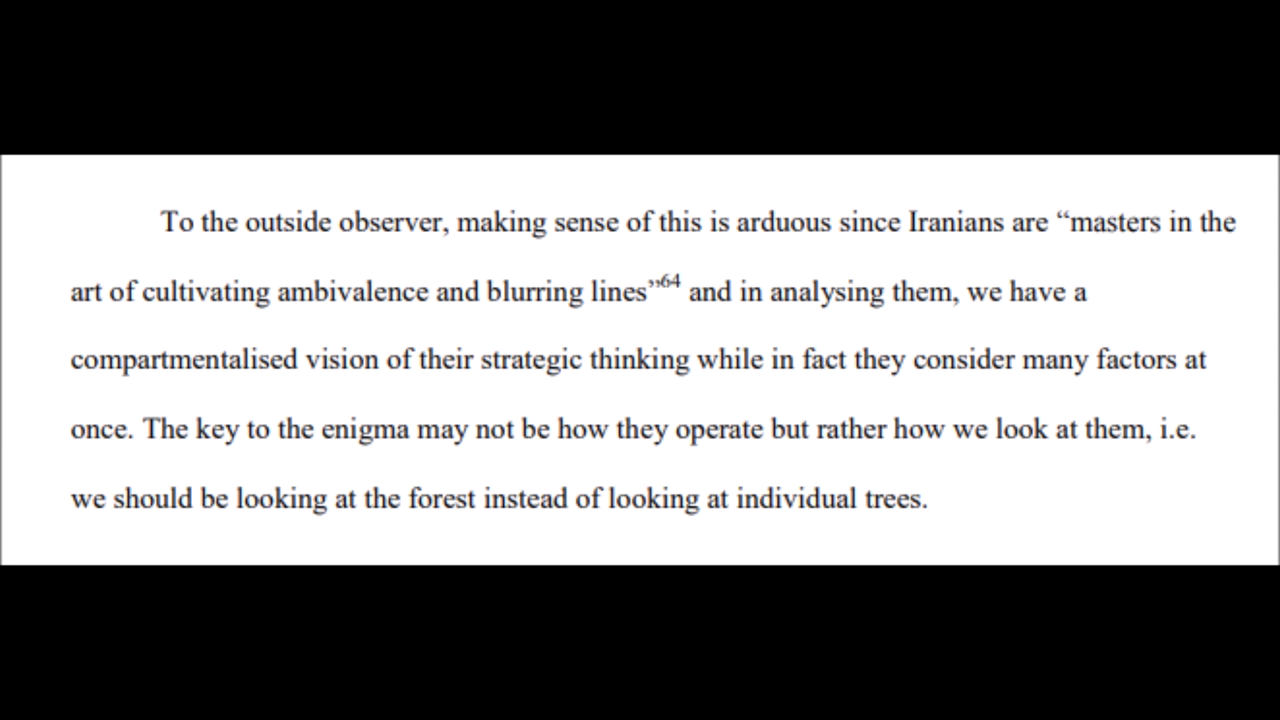 To the outside observer, making sense of this is arduous since Iranians are “masters in the
art of cultivating ambivalence and blurring lines”64 and in analysing them, we have a
compartmentalised vision of their strategic thinking while in fact they consider many factors at
once. The key to the enigma may not be how they operate but rather how we look at them, i.e.
we should be looking at the forest instead of looking at individual trees.